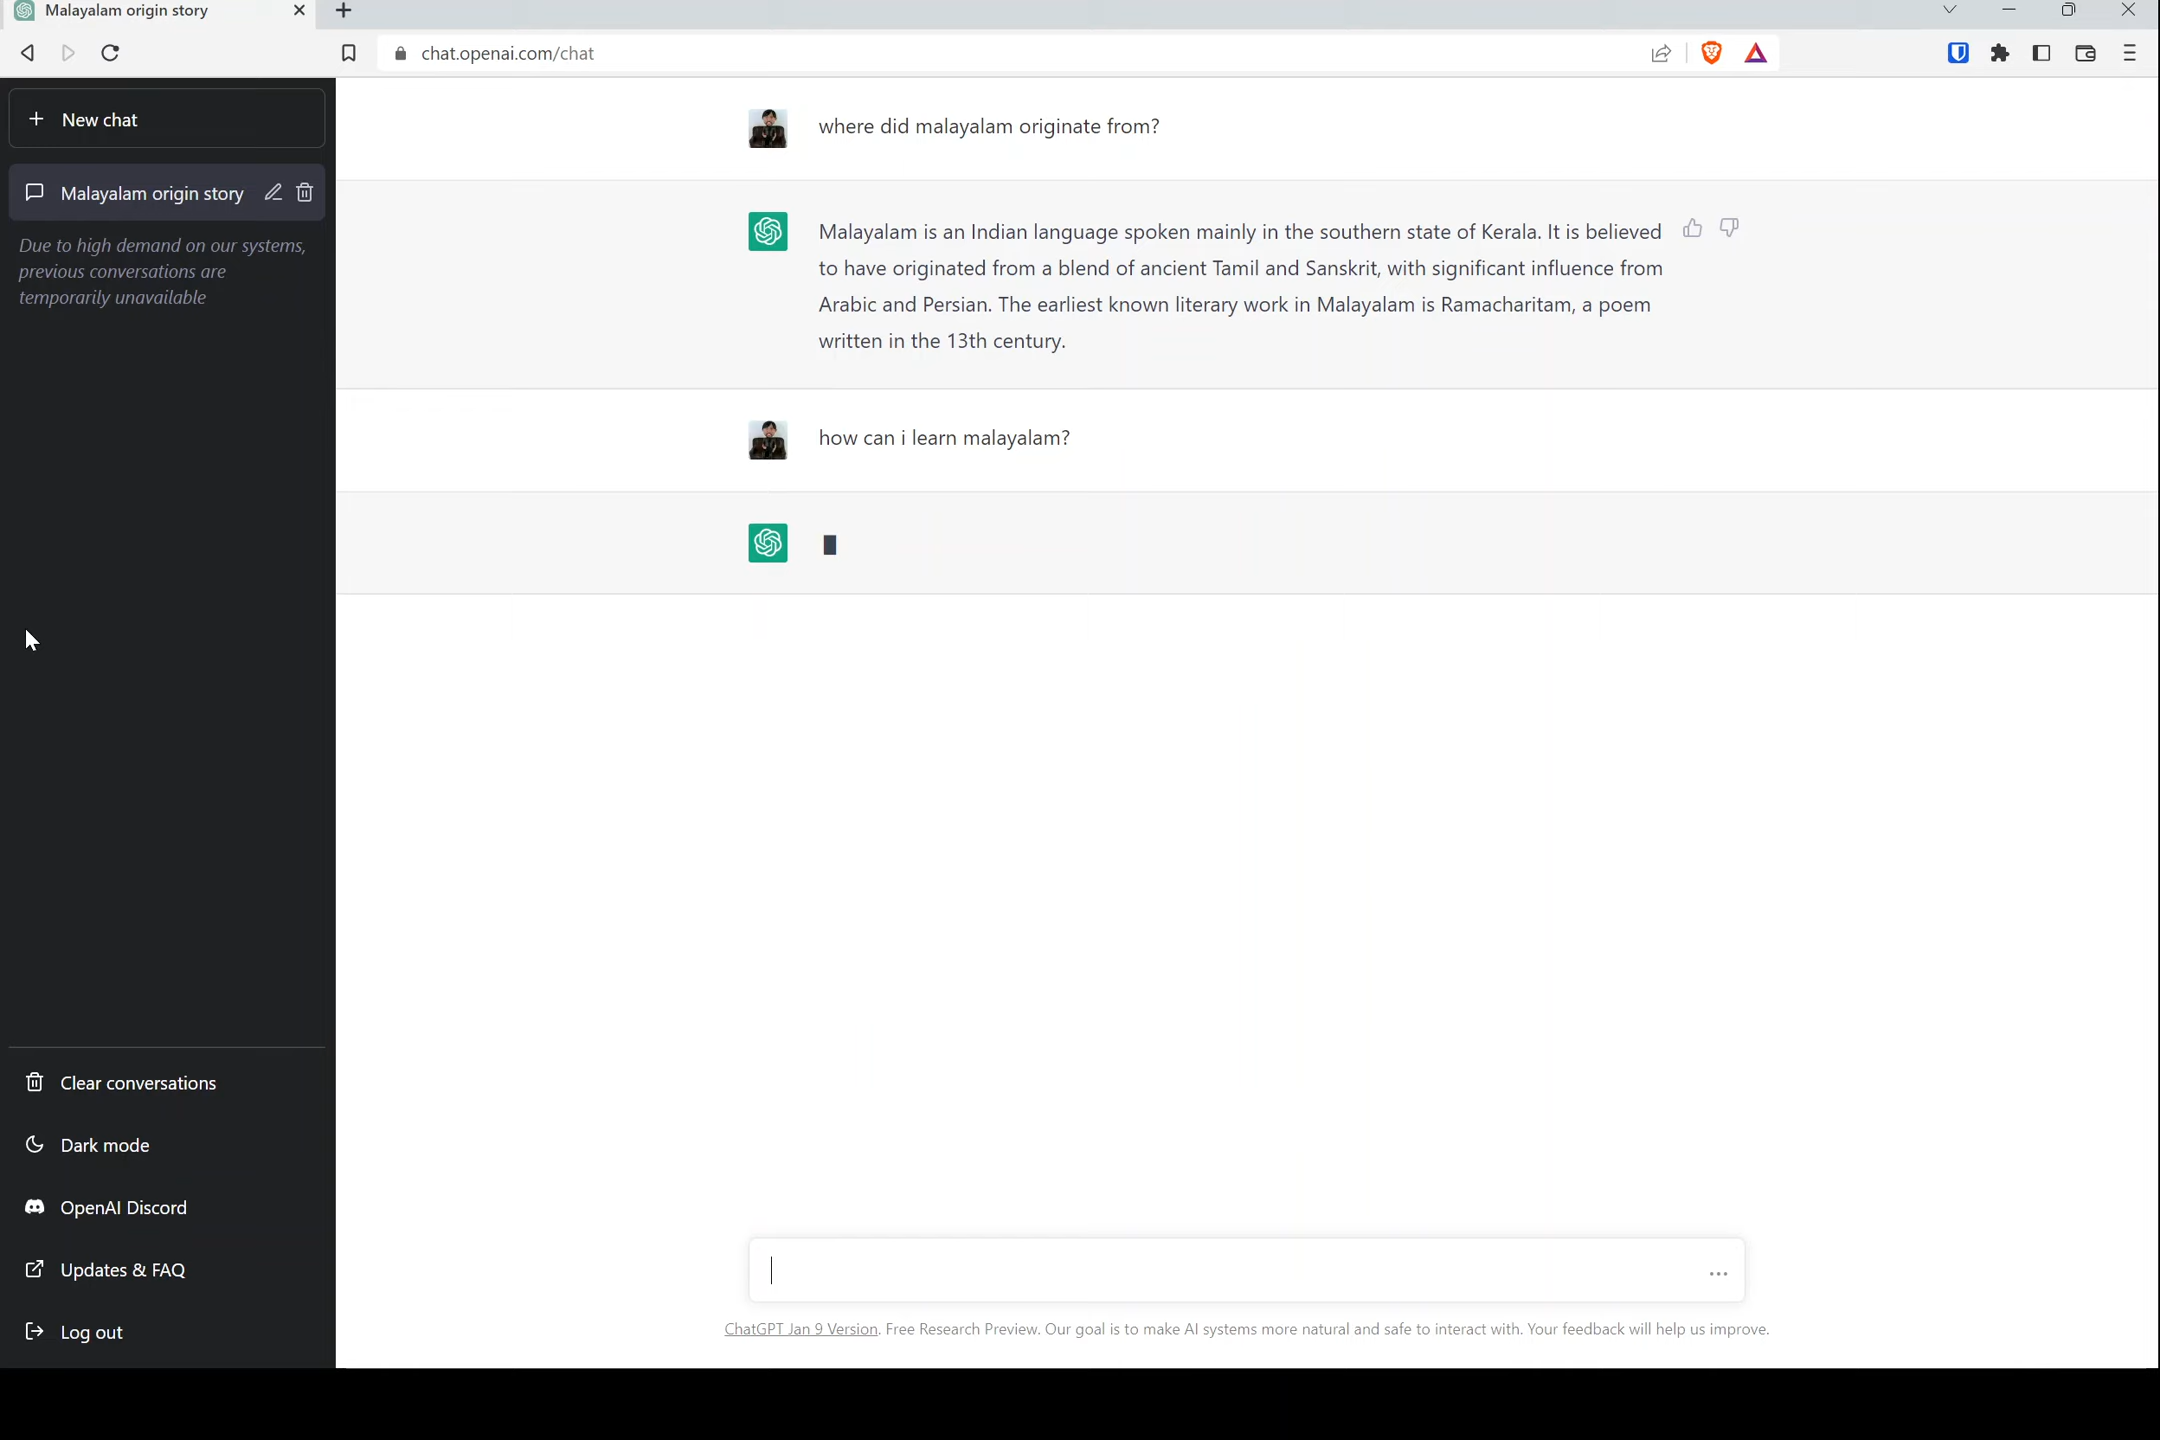 Malayalam origin story
chat.openai.com/chat
New chat
Malayalam origin story
Due to high demand on our systems,
previous conversations are
temporarily unavailable
where did malayalam originate from?
Malayalam is an Indian language spoken mainly in the southern state of Kerala. It is believed
to have originated from a blend of ancient Tamil and Sanskrit, with significant influence from
Arabic and Persian. The earliest known literary work in Malayalam is Ramacharitam, a poem
written in the 13th century.
how can i learn malayalam?
Clear conversations
Dark mode
OpenAI Discord
Updates & FAQ
Log out
ChatGPT Jan 9 Version. Free Research Preview. Our goal is to make AI systems more natural and safe to interact with. Your feedback will help us improve.